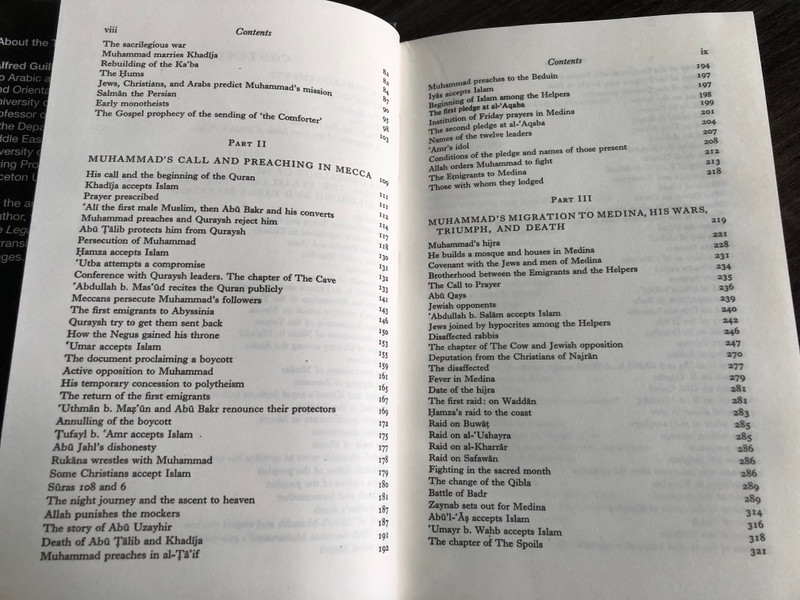 About the T
lfred Guil
o Arabic a
nd Orienta
niversity o
rofessor o
the Depa
iddle East
niversity o
ing Pro
ceton U
the a
uthor,
e Lega
transl
ages.
viii
Contents
The sacrilegious war 82
Muhammad marries Khadīja 82
Rebuilding of the Ka'ba 84
The Ḥums 87
Jews, Christians, and Arabs predict Muhammad's mission 90
Salmān the Persian 95
Early monotheists 98
The Gospel prophecy of the sending of 'the Comforter' 103
PART II
MUHAMMAD'S CALL AND PREACHING IN MECCA 109
His call and the beginning of the Quran 111
Khadīja accepts Islam 111
Prayer prescribed 112
'Alī the first male Muslim, then Abū Bakr and his converts 114
Muhammad preaches and Quraysh reject him 117
Abū Ṭālib protects him from Quraysh 118
Persecution of Muhammad 130
Ḥamza accepts Islam 131
'Utba attempts a compromise 132
Conference with Quraysh leaders. The chapter of The Cave 133
'Abdullah b. Mas'ūd recites the Quran publicly 141
Meccans persecute Muhammad's followers 143
The first emigrants to Abyssinia 146
Quraysh try to get them sent back 150
How the Negus gained his throne 153
'Umar accepts Islam 155
The document proclaiming a boycott 159
Active opposition to Muhammad 161
His temporary concession to polytheism 165
The return of the first emigrants 167
'Uthmān b. Maẓ'ūn and Abū Bakr renounce their protectors 169
Annulling of the boycott 172
Ṭufayl b. 'Amr accepts Islam 175
Abū Jahl's dishonesty 177
Rukāna wrestles with Muhammad 178
Some Christians accept Islam 179
Sūras 108 and 6 180
The night journey and the ascent to heaven 181
Allah punishes the mockers 187
The story of Abū Uzayhir 187
Death of Abū Ṭālib and Khadīja 191
Muhammad preaches in al-Ṭā'if 192
Contents
ix
Muhammad preaches to the Beduin 194
Iyās accepts Islam 197
Beginning of Islam among the Helpers 197
The first pledge at al-'Aqaba 198
Institution of Friday prayers in Medina 199
The second pledge at al-'Aqaba 201
Names of the twelve leaders 204
'Amr's idol 207
Conditions of the pledge and names of those present 208
Allah orders Muhammad to fight 212
The Emigrants to Medina 213
Those with whom they lodged 218
PART III
MUHAMMAD'S MIGRATION TO MEDINA, HIS WARS,
TRIUMPH, AND DEATH 219
Muhammad's hijra 221
He builds a mosque and houses in Medina 228
Covenant with the Jews and men of Medina 231
Brotherhood between the Emigrants and the Helpers 234
The Call to Prayer 235
Abū Qays 236
Jewish opponents 239
'Abdullah b. Salām accepts Islam 240
Jews joined by hypocrites among the Helpers 242
Disaffected rabbis 246
The chapter of The Cow and Jewish opposition 247
Deputation from the Christians of Najrān 270
The disaffected 277
Fever in Medina 279
Date of the hijra 281
The first raid: on Waddān 281
Ḥamza's raid to the coast 283
Raid on Buwāṭ 285
Raid on al-'Ushayra 285
Raid on al-Kharrār 286
Raid on Safawān 286
Fighting in the sacred month 286
The change of the Qibla 289
Battle of Badr 289
Zaynab sets out for Medina 314
Abū'l-'Āṣ accepts Islam 316
'Umayr b. Wahb accepts Islam 318
The chapter of The Spoils 321